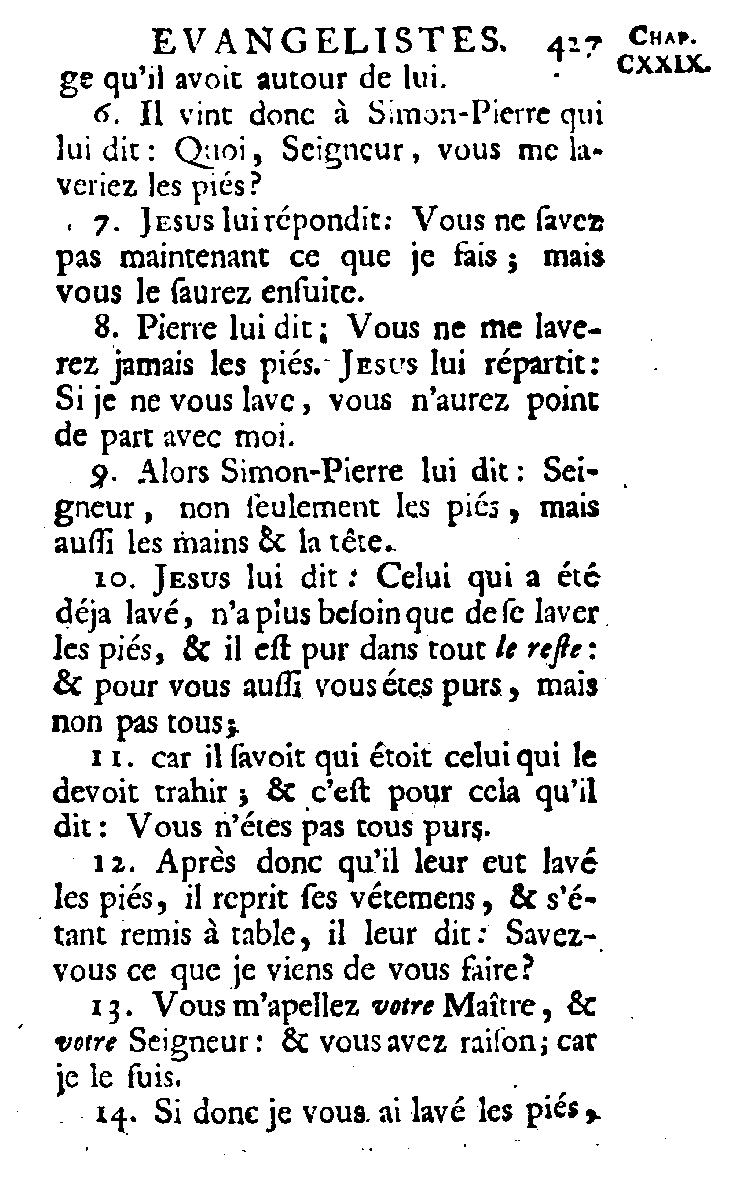 EVANGELISTES. 427 CHAP. CXXIX.
ge qu'il avoit autour de lui.
6. Il vint donc à Simon-Pierre qui
lui dit : Quoi, Seigneur, vous me la-
veriez les piés?
7. JESUS lui répondit: Vous ne ſavez
pas maintenant ce que je fais ; mais
vous le ſaurez enſuite.
8. Pierre lui dit ; Vous ne me lave-
rez jamais les piés. JESUS lui répartit :
Si je ne vous lave, vous n'aurez point
de part avec moi.
9. Alors Simon-Pierre lui dit : Sei-
gneur, non ſeulement les piés, mais
auſſi les mains & la tête.
10. JESUS lui dit : Celui qui a été
déja lavé, n'a plus beſoin que de ſe laver
les piés, & il eſt pur dans tout le reſte :
& pour vous auſſi vous étes purs, mais
non pas tous ;
11. car il ſavoit qui étoit celui qui le
devoit trahir ; & c'eſt pour cela qu'il
dit : Vous n'étes pas tous purs.
12. Après donc qu'il leur eut lavé
les piés, il reprit ſes vétemens, & s'é-
tant remis à table, il leur dit : Savez-
vous ce que je viens de vous faire?
13. Vous m'apellez votre Maître, &
votre Seigneur : & vous avez raiſon ; car
je le ſuis.
14. Si donc je vous ai lavé les piés,